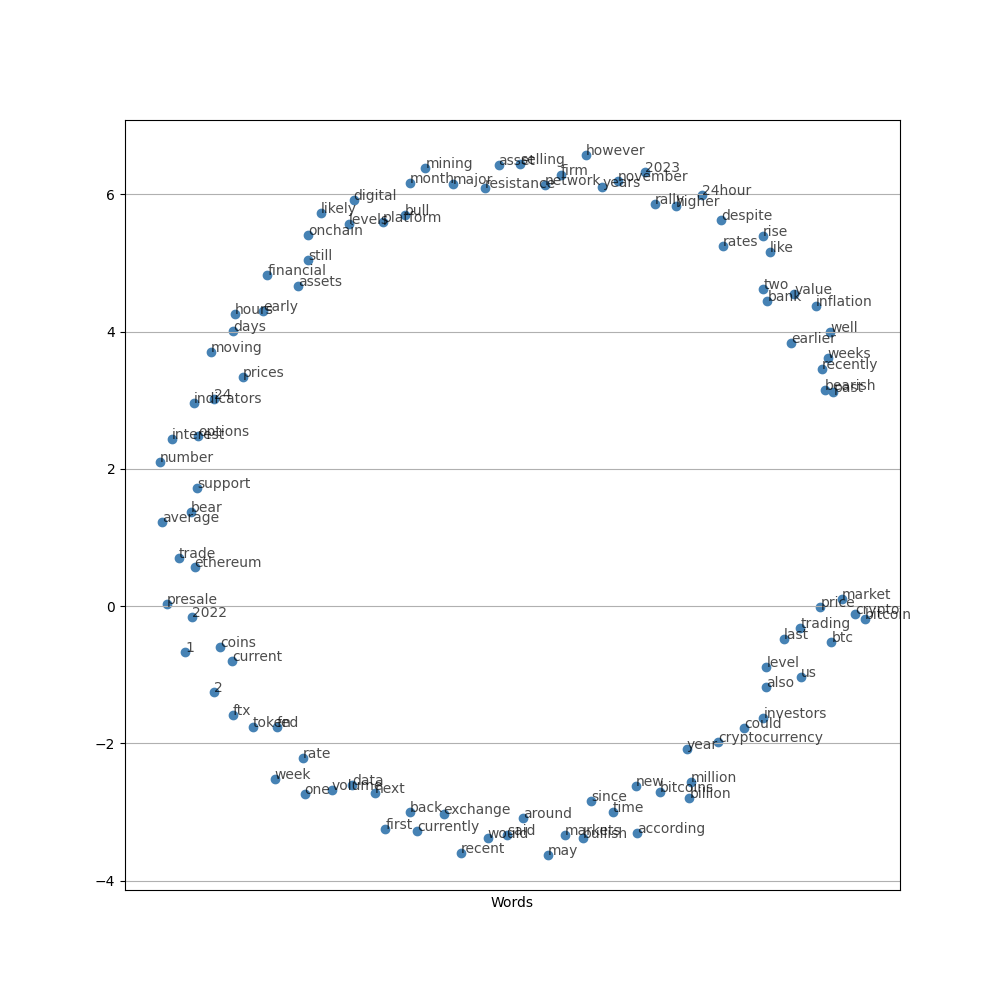 however
mining
asset
selling
firm
2023
month
major
resistance
network
years
november
24hour
digital
rally
higher
likely
bull
levels
platform
despite
onchain
rise
rates
like
still
financial
assets
two
bank
value
inflation
hours
early
days
well
earlier
moving
weeks
recently
prices
bearish
past
24
indicators
options
interest
number
support
bear
average
trade
ethereum
presale
2022
market
price
crypto
bitcoin
trading
last
btc
1
coins
current
level
us
also
2
ftx
token
fed
investors
could
cryptocurrency
year
rate
week
one
volume
data
next
new
bitcoins
million
billion
since
time
back
exchange
around
first
currently
would
said
markets
bullish
according
recent
may
6
4
2
0
−2
−4
Words